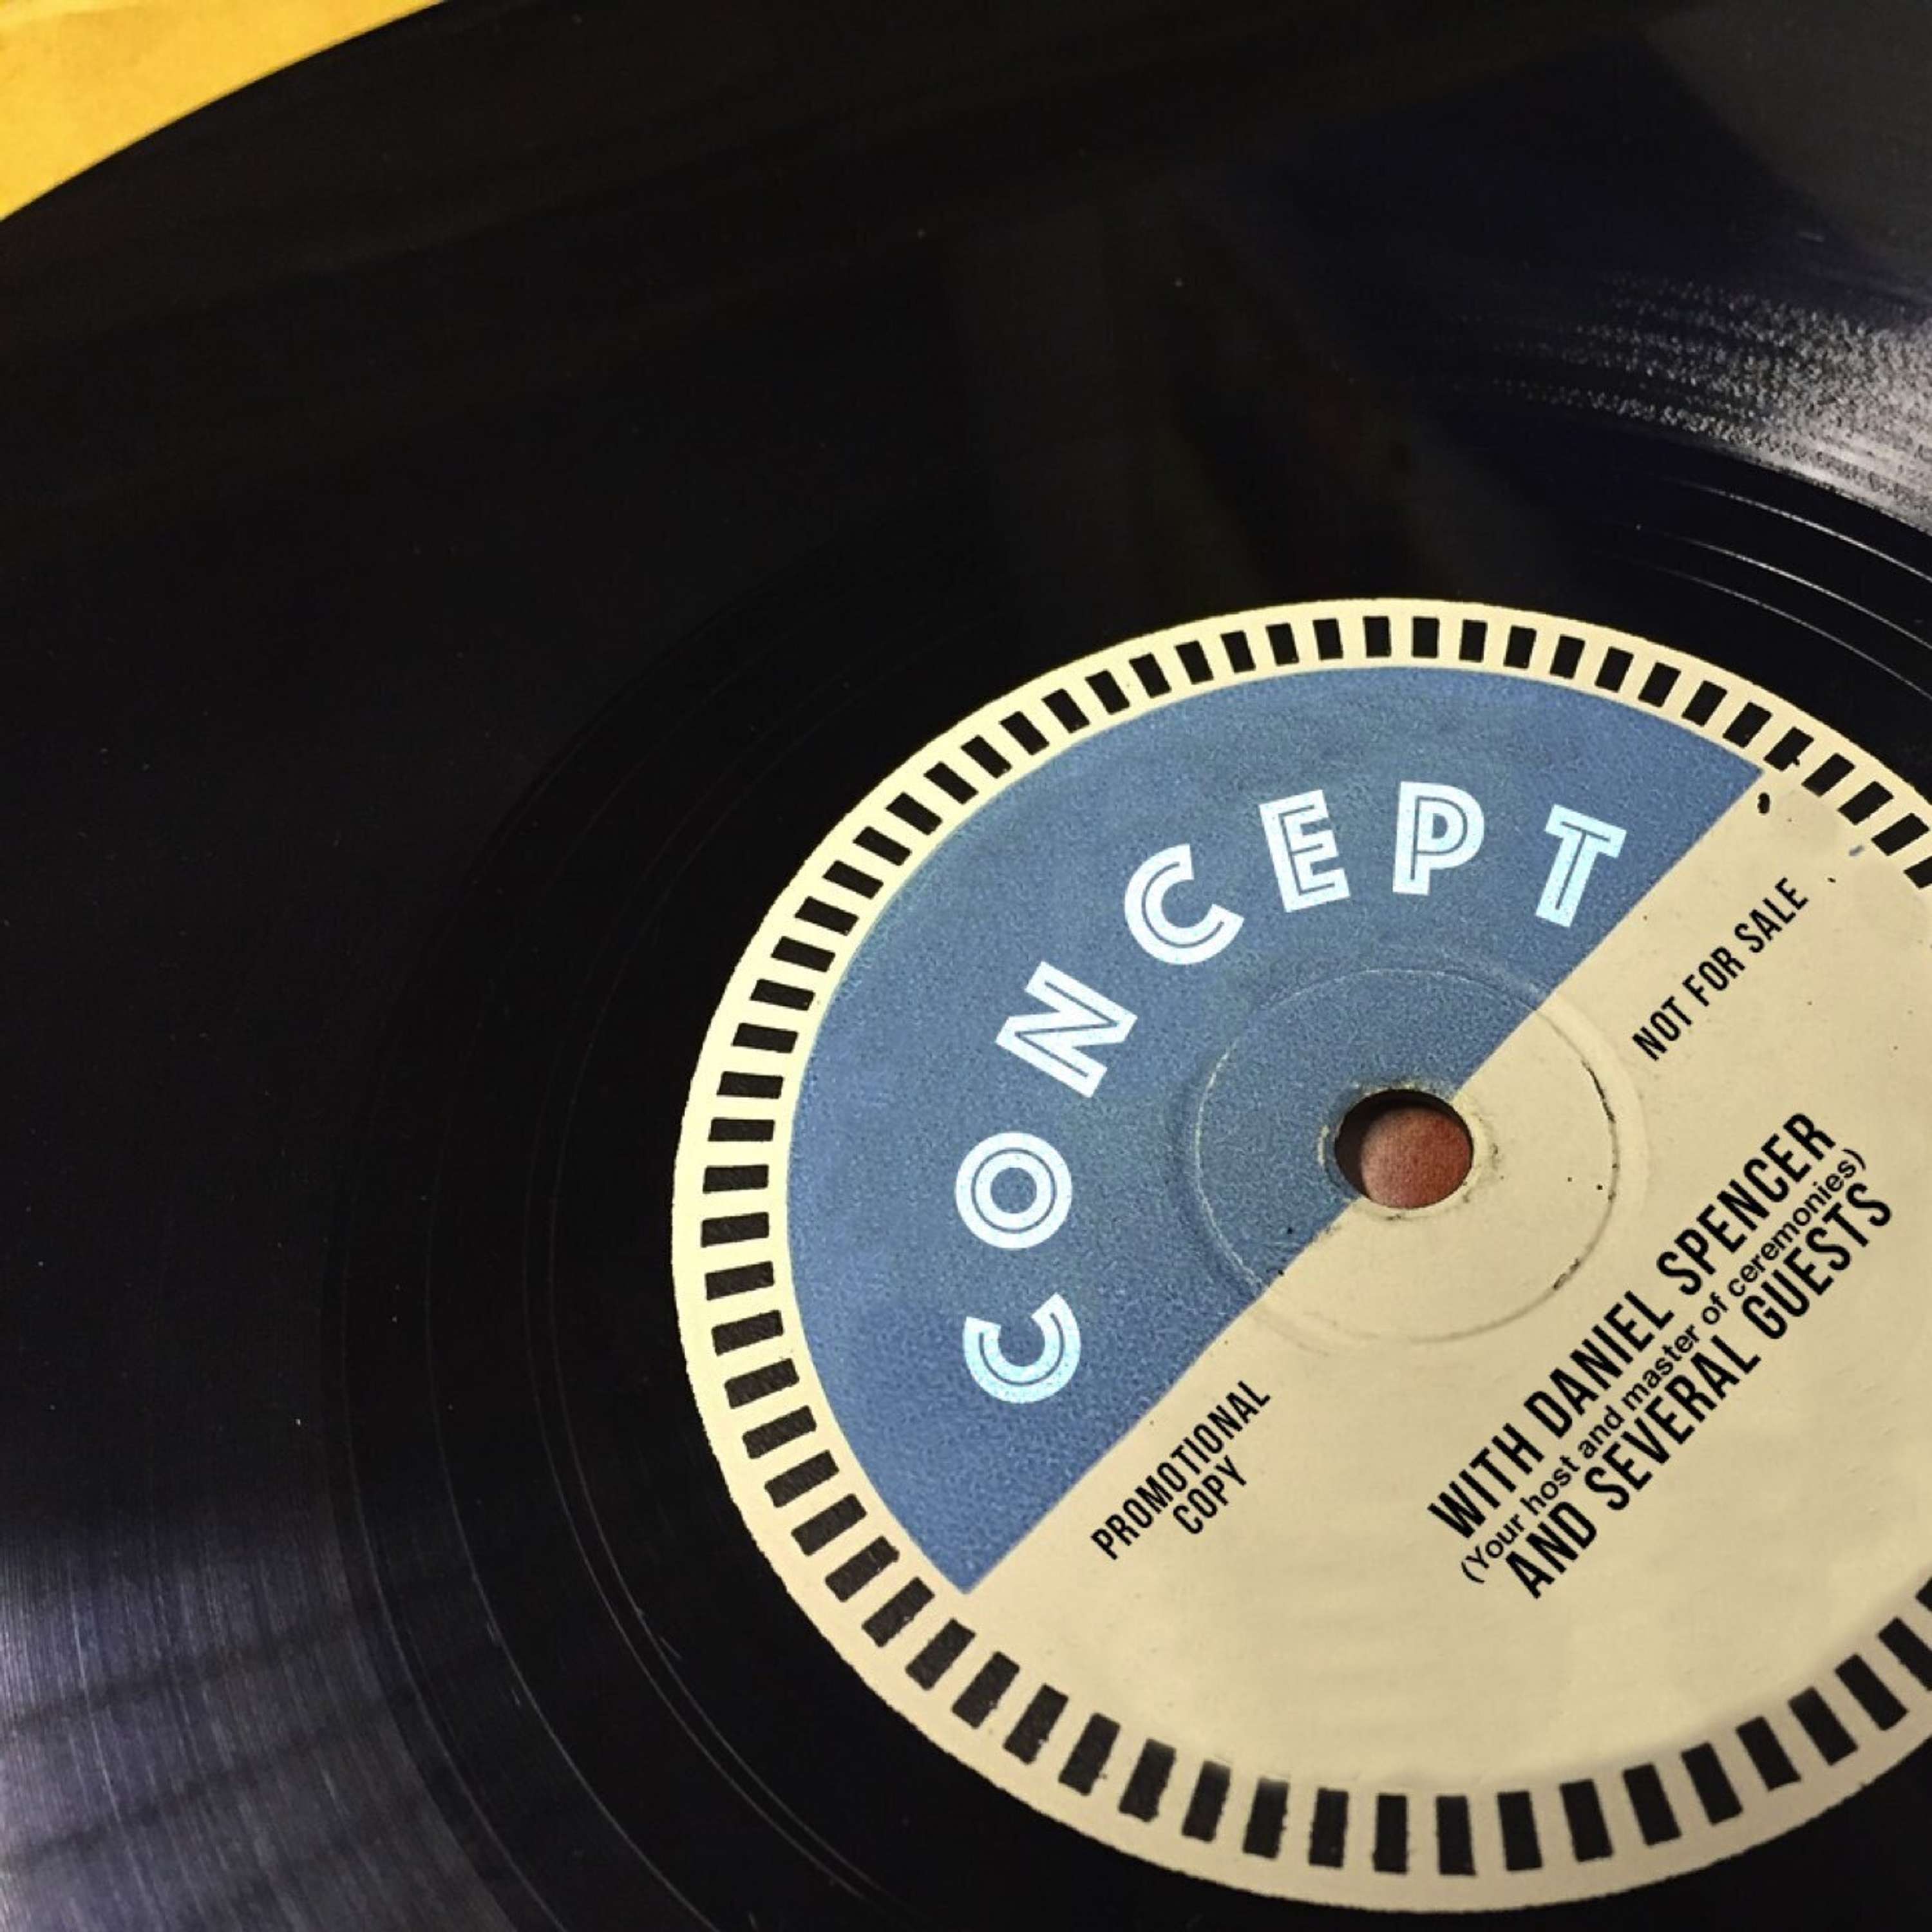 CONCEPT
NOT FOR SALE
PROMOTIONAL
COPY
WITH DANIEL SPENCER
(Your host and master of ceremonies)
AND SEVERAL GUESTS